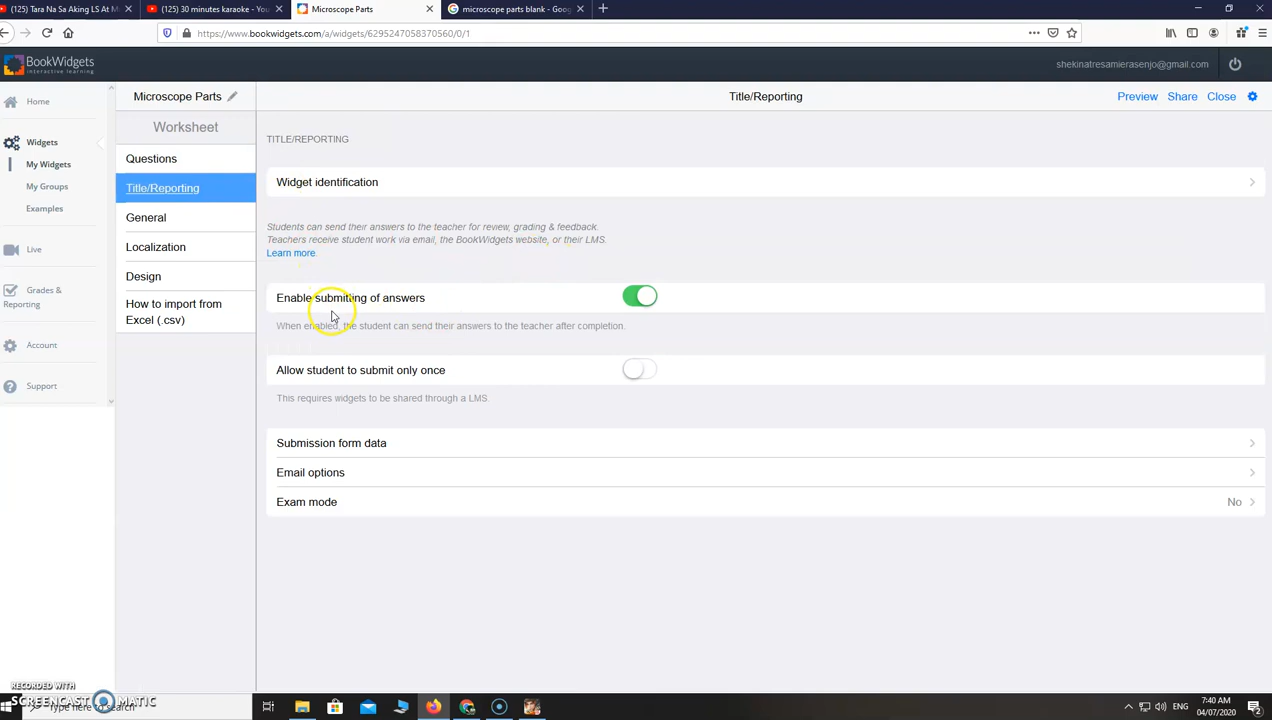 (125) Tara Na Sa Aking LS At M
(125) 30 minutes karaoke - You
Microscope Parts
microscope parts blank - Goog
https://www.bookwidgets.com/a/widgets/6295247058370560/0/1
BookWidgets
interactive learning
shekinatresamierasenjo@gmail.com
Home
Widgets
My Widgets
My Groups
Examples
Live
Grades &
Reporting
Account
Support
Microscope Parts
Worksheet
Questions
Title/Reporting
General
Localization
Design
How to import from
Excel (.csv)
Title/Reporting
Preview
Share
Close
TITLE/REPORTING
Widget identification
Students can send their answers to the teacher for review, grading & feedback.
Teachers receive student work via email, the BookWidgets website, or their LMS.
Learn more.
Enable submitting of answers
When enabled, the student can send their answers to the teacher after completion.
Allow student to submit only once
This requires widgets to be shared through a LMS.
Submission form data
Email options
Exam mode
No
RECORDED WITH
SCREENCAST MATIC
Type here to search
ENG
7:40 AM
04/07/2020
2